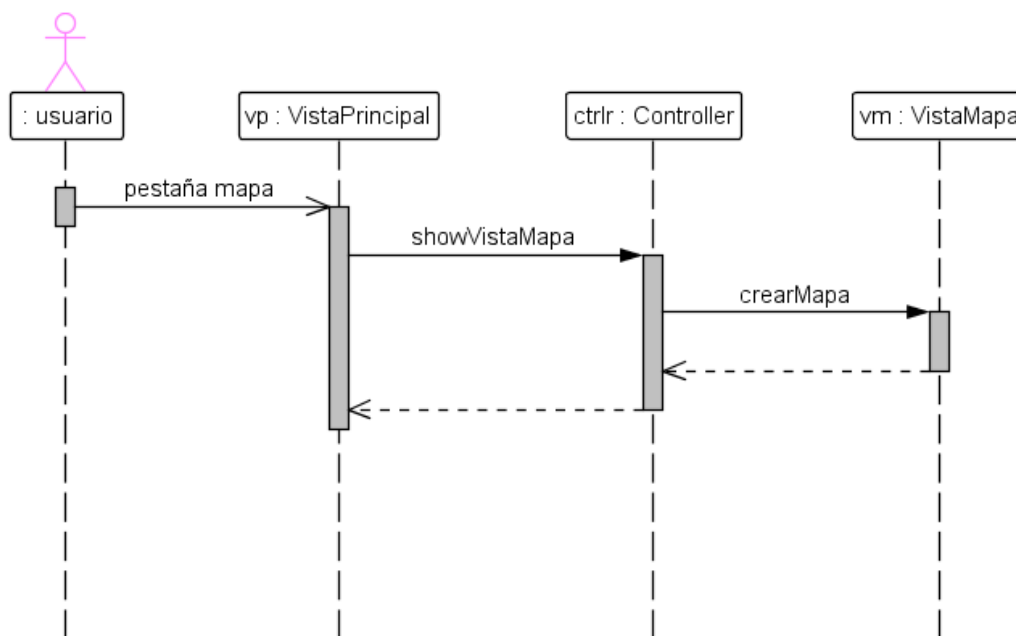 : usuario
vp : VistaPrincipal
ctrlr : Controller
vm : VistaMapa
pestaña mapa
showVistaMapa
crearMapa